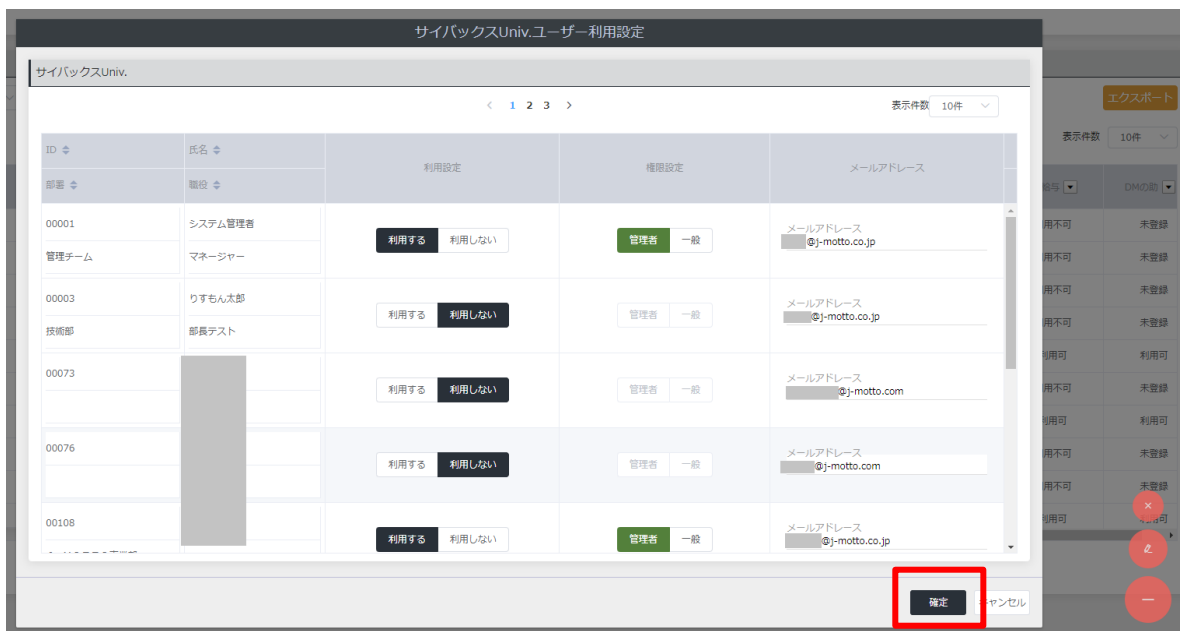 サイバックスUniv.ユーザー利用設定
サイバックスUniv.
エクスポート
< 1 2 3 >
表示件数 10件
表示件数 10件
ID 氏名
利用設定 権限設定 メールアドレス
部署 職役
給与 DMの助
00001 システム管理者
利用する 利用しない 管理者 一般
メールアドレス
@j-motto.co.jp
管理チーム マネージャー
00003 りすもん太郎
利用する 利用しない 管理者 一般
メールアドレス
@j-motto.co.jp
技術部 部長テスト
00073
利用する 利用しない 管理者 一般
メールアドレス
@j-motto.com
00076
利用する 利用しない 管理者 一般
メールアドレス
@j-motto.com
00108
利用する 利用しない 管理者 一般
メールアドレス
@j-motto.co.jp
用不可 未登録
用不可 未登録
用不可 未登録
用不可 未登録
利用可 利用可
用不可 未登録
利用可 利用可
用不可 未登録
用不可 未登録
利用可
確定 キャンセル